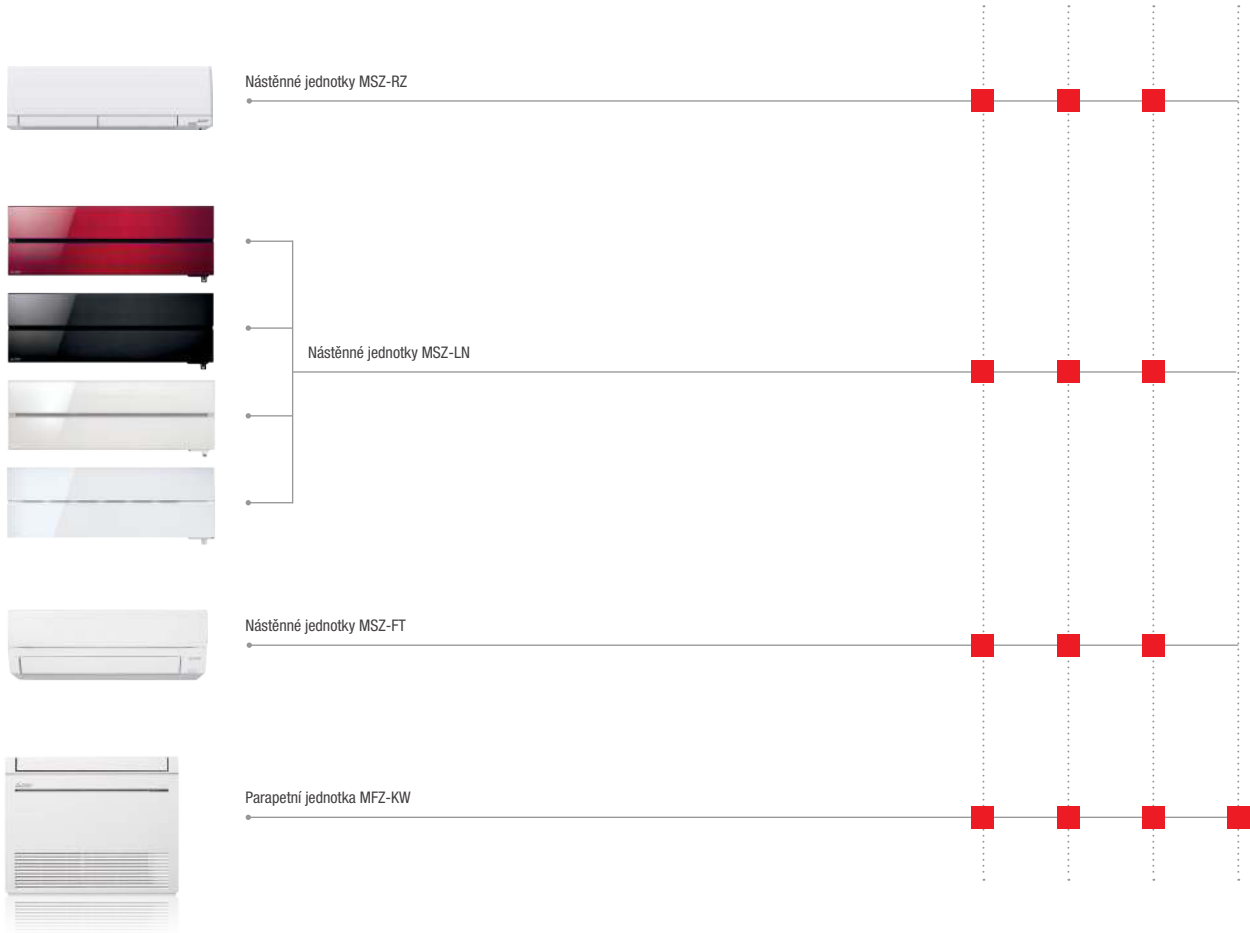 Nástěnné jednotky MSZ-RZ
Nástěnné jednotky MSZ-LN
Nástěnné jednotky MSZ-FT
Parapetní jednotka MFZ-KW